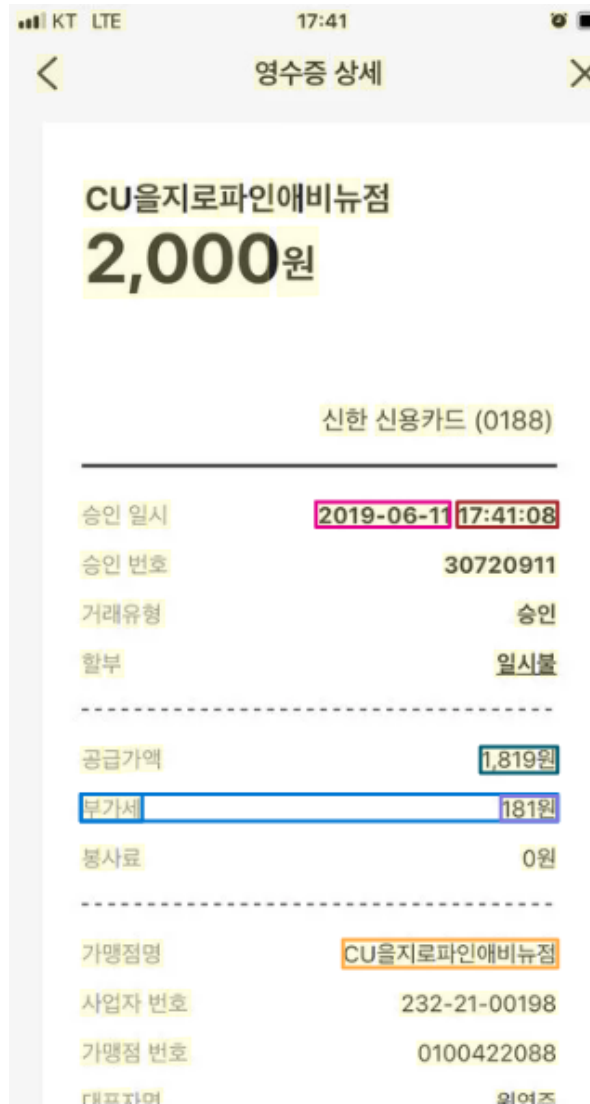 KT LTE 17:41
영수증 상세
CU을지로파인애비뉴점
2,000원
신한 신용카드 (0188)
승인 일시 2019-06-11 17:41:08
승인 번호 30720911
거래유형 승인
할부 일시불
공급가액 1,819원
부가세 181원
봉사료 0원
가맹점명 CU을지로파인애비뉴점
사업자 번호 232-21-00198
가맹점 번호 0100422088
대표자명